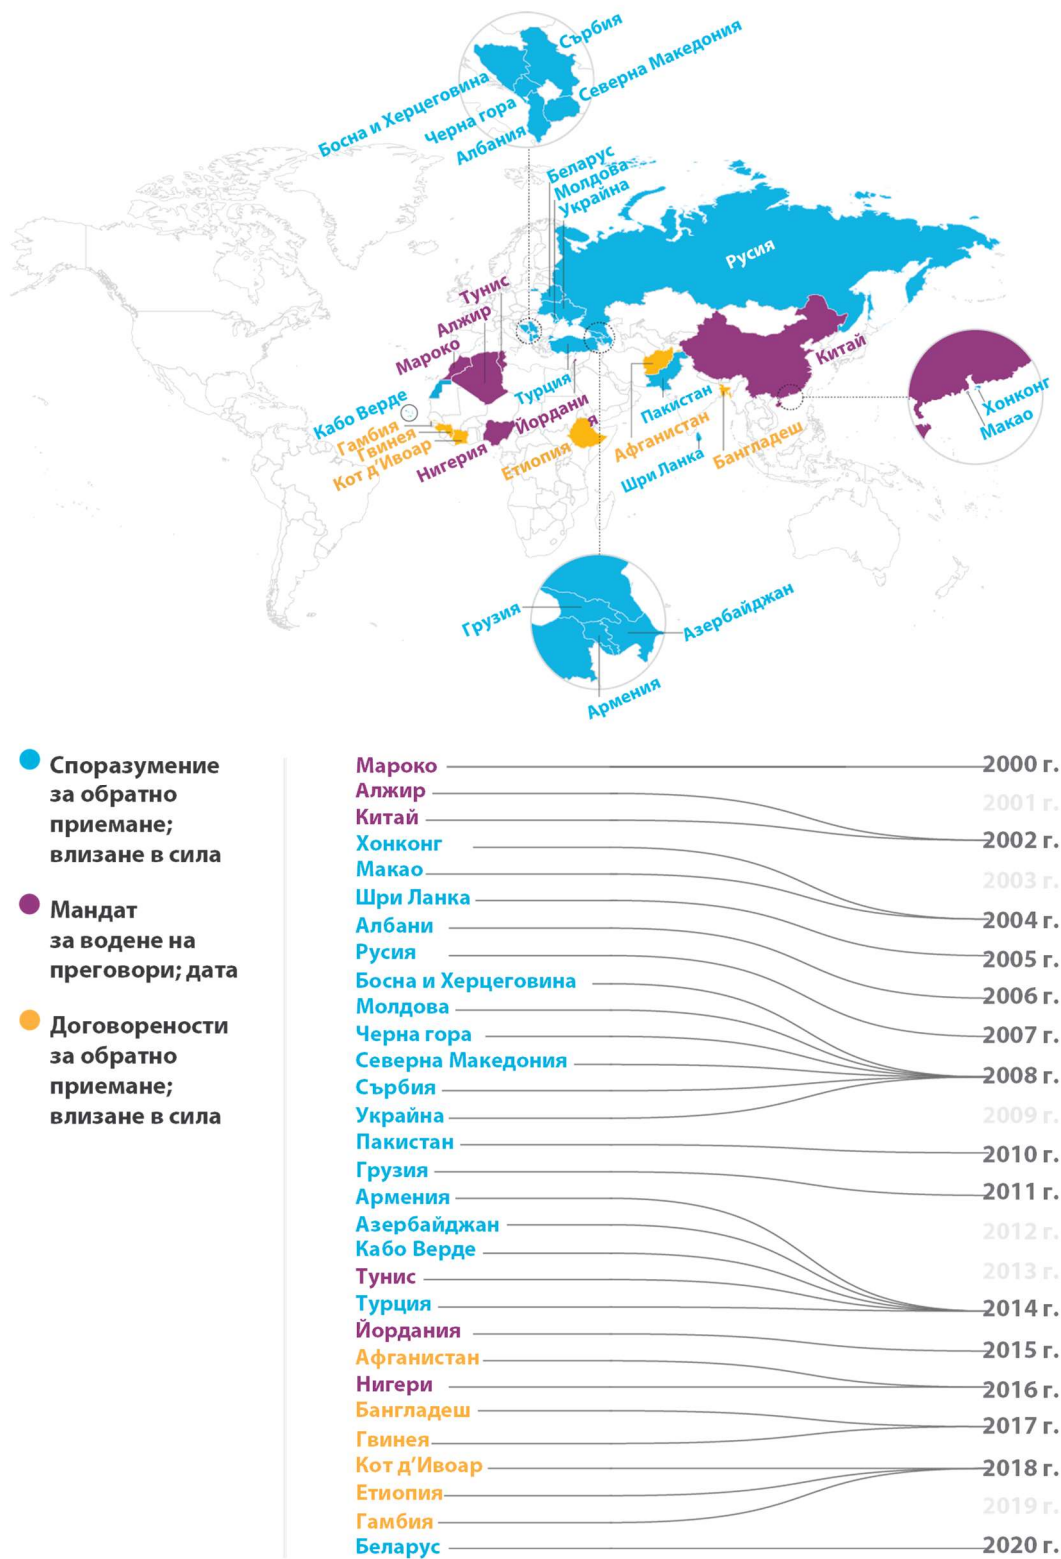 Сърбия
Северна Македония
Босна и Херцеговина
Черна гора
Албания
Беларус
Молдова
Украйна
Русия
Тунис
Алжир
Мароко
Китай
Кабо Верде
Турция
Йордани
я
Пакистан
Хонконг
Макао
Гамбия
Гвинея
Кот д’Ивоар
Нигерия
Етиопия
Афганистан
Шри Ланка
Бангладеш
Грузия
Азербайджан
Армения
Споразумение
за обратно
приемане;
влизане в сила
Мандат
за водене на
преговори; дата
Договорености
за обратно
приемане;
влизане в сила
Мароко
Алжир
Китай
Хонконг
Макао
Шри Ланка
Албани
Русия
Босна и Херцеговина
Молдова
Черна гора
Северна Македония
Сърбия
Украйна
Пакистан
Грузия
Армения
Азербайджан
Кабо Верде
Тунис
Турция
Йордания
Афганистан
Нигери
Бангладеш
Гвинея
Кот д’Ивоар
Етиопия
Гамбия
Беларус
2000 г.
2001 г.
2002 г.
2003 г.
2004 г.
2005 г.
2006 г.
2007 г.
2008 г.
2009 г.
2010 г.
2011 г.
2012 г.
2013 г.
2014 г.
2015 г.
2016 г.
2017 г.
2018 г.
2019 г.
2020 г.